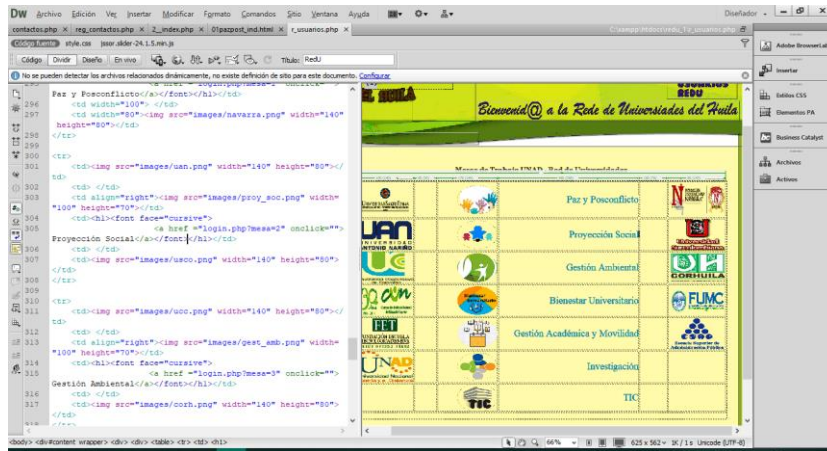 DW Archivo Edición Ver Insertar Modificar Formato Comandos Sitio Ventana Ayuda Diseñador
contactos.php × reg_contactos.php × 2_index.php × 01pazpost_ind.html × r_usuarios.php ×
Código fuente style.css jssor.slider-24.1.5.min.js
Código Dividir Diseño En vivo Título: RedU
No se pueden detectar los archivos relacionados dinámicamente, no existe definición de sitio para este documento. Configurar
Paz y Posconflicto</a></font></h1></td>
296 <td width="100"> </td>
297 <td width="80"><img src="images/navarra.png" width="140"
height="80"></td>
298 </tr>
299
300 <tr>
301 <td><img src="images/uan.png" width="140" height="80"></
td>
302 <td> </td>
303 <td align="right"><img src="images/proy_soc.png" width=
"100" height="70"></td>
304 <td><h1><font face="cursive">
305 <a href ="login.php?mesa=2" onclick="">
Proyección Social</a></font></h1></td>
306 <td> </td>
307 <td><img src="images/usco.png" width="140" height="80">
</td>
308 </tr>
309
310 <tr>
311 <td><img src="images/ucc.png" width="140" height="80"></
td>
312 <td> </td>
313 <td align="right"><img src="images/gest_amb.png" width=
"100" height="70"></td>
314 <td><h1><font face="cursive">
315 <a href ="login.php?mesa=3" onclick="">
Gestión Ambiental</a></font></h1></td>
316 <td> </td>
317 <td><img src="images/corh.png" width="140" height="80">
</td>
REDU
Bienvenid@ a la Rede de Universiades del Huila
Paz y Posconflicto
UAN
UNIVERSIDAD
ANTONIO NARIÑO
Proyección Social
Gestión Ambiental
CORHUILA
Bienestar Universitario
FUMC
FET
Gestión Académica y Movilidad
UNAD
Investigación
TIC
TIC
Adobe BrowserLab
Insertar
Estilos CSS
Elementos PA
Business Catalyst
Archivos
Activos
<body> <div#content wrapper> <div> <div> <table> <tr> <td> <h1>
66% 625 x 562 1K / 1 s Unicode (UTF-8)